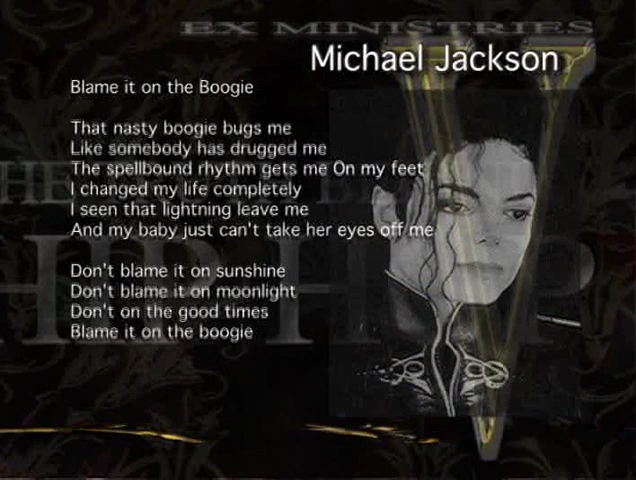 EX MINISTRIES
Michael Jackson
Blame it on the Boogie
That nasty boogie bugs me
Like somebody has drugged me
The spellbound rhythm gets me On my feet
I changed my life completely
I seen that lightning leave me
And my baby just can't take her eyes off me
Don't blame it on sunshine
Don't blame it on moonlight
Don't on the good times
Blame it on the boogie